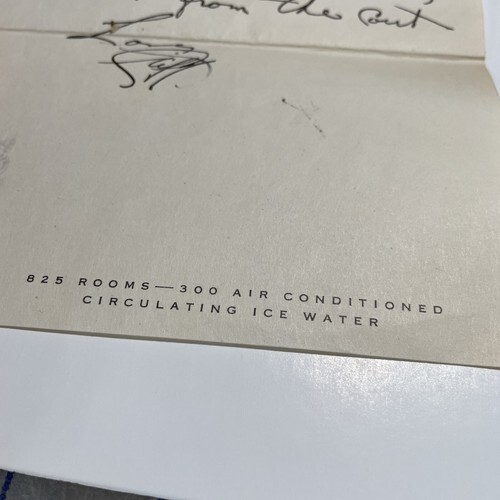 from the
825 ROOMS—300 AIR CONDITIONED
CIRCULATING ICE WATER